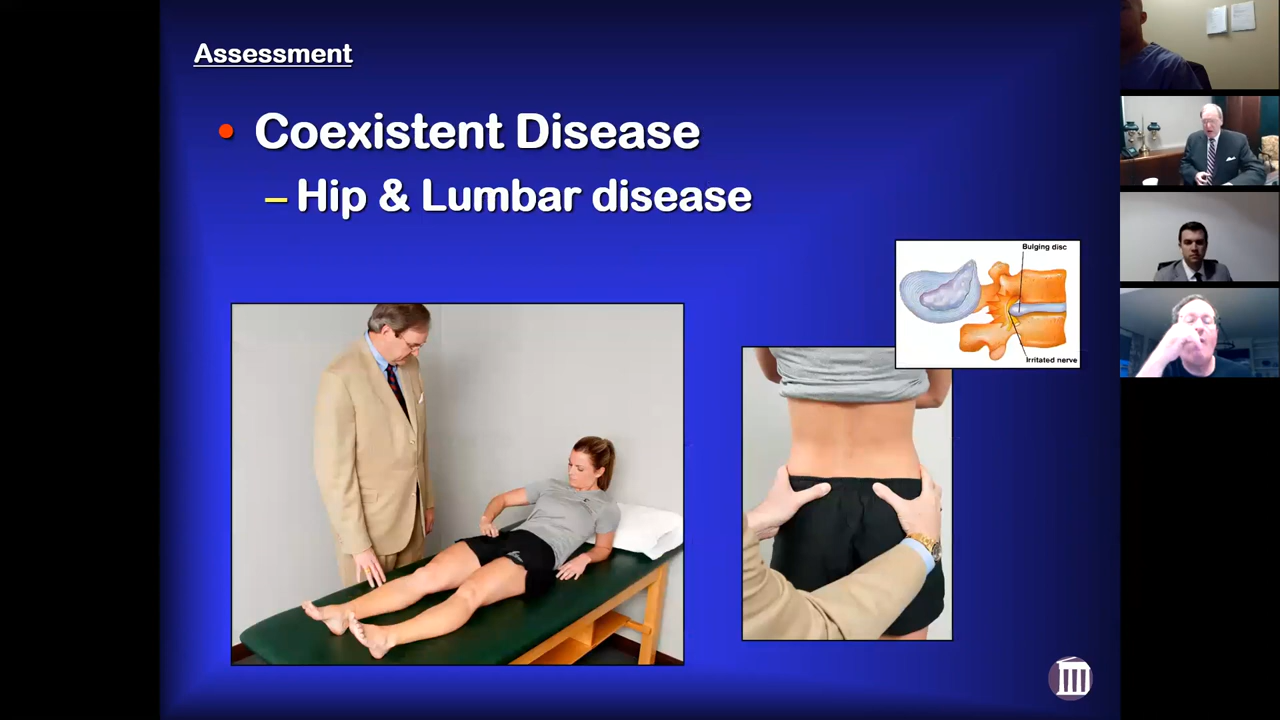 Assessment
• Coexistent Disease
– Hip & Lumbar disease
Bulging disc
Irritated nerve